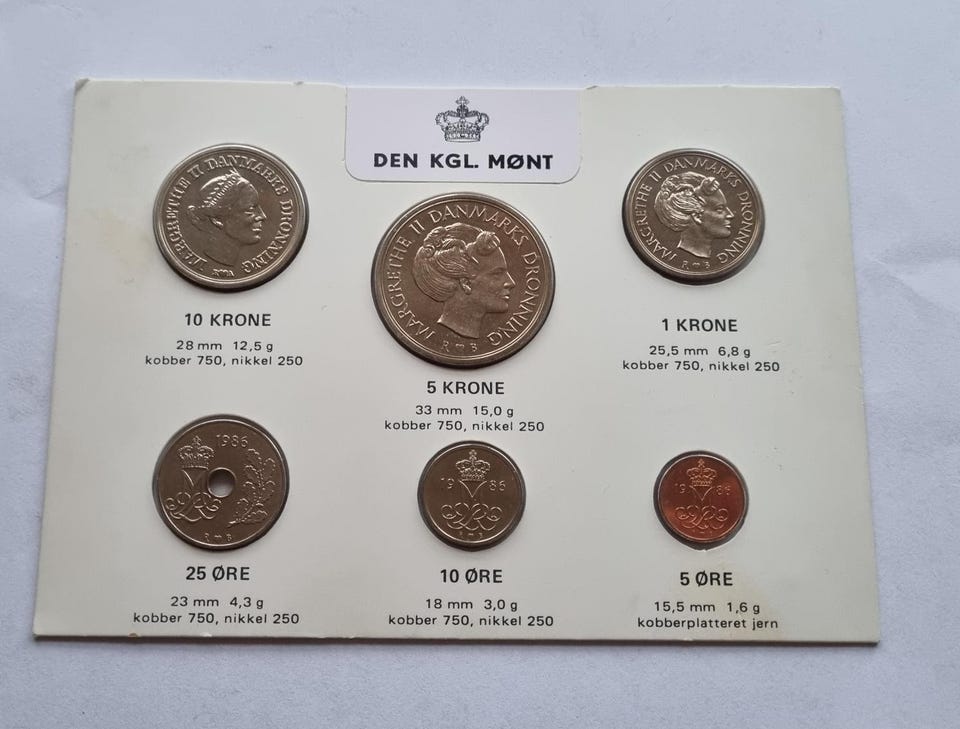 DEN KGL. MØNT
MARGRETHE II DANMARKS DRONNING
10 KRONE
28 mm 12,5 g
kobber 750, nikkel 250
MARGRETHE II DANMARKS DRONNING
R ♥ B
5 KRONE
33 mm 15,0 g
kobber 750, nikkel 250
MARGRETHE II DANMARKS DRONNING
R ♥ B
1 KRONE
25,5 mm 6,8 g
kobber 750, nikkel 250
1986
R ♥ B
25 ØRE
23 mm 4,3 g
kobber 750, nikkel 250
19 86
R ♥ B
10 ØRE
18 mm 3,0 g
kobber 750, nikkel 250
19 86
5 ØRE
15,5 mm 1,6 g
kobberplatteret jern